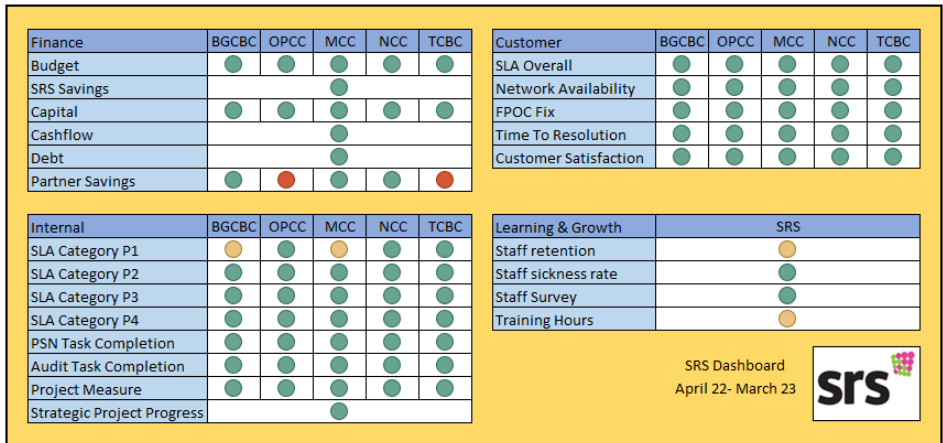 Finance BGCBC OPCC MCC NCC TCBC
Budget
SRS Savings
Capital
Cashflow
Debt
Partner Savings
Customer BGCBC OPCC MCC NCC TCBC
SLA Overall
Network Availability
FPOC Fix
Time To Resolution
Customer Satisfaction
Internal BGCBC OPCC MCC NCC TCBC
SLA Category P1
SLA Category P2
SLA Category P3
SLA Category P4
PSN Task Completion
Audit Task Completion
Project Measure
Strategic Project Progress
Learning & Growth SRS
Staff retention
Staff sickness rate
Staff Survey
Training Hours
SRS Dashboard
April 22- March 23
srs